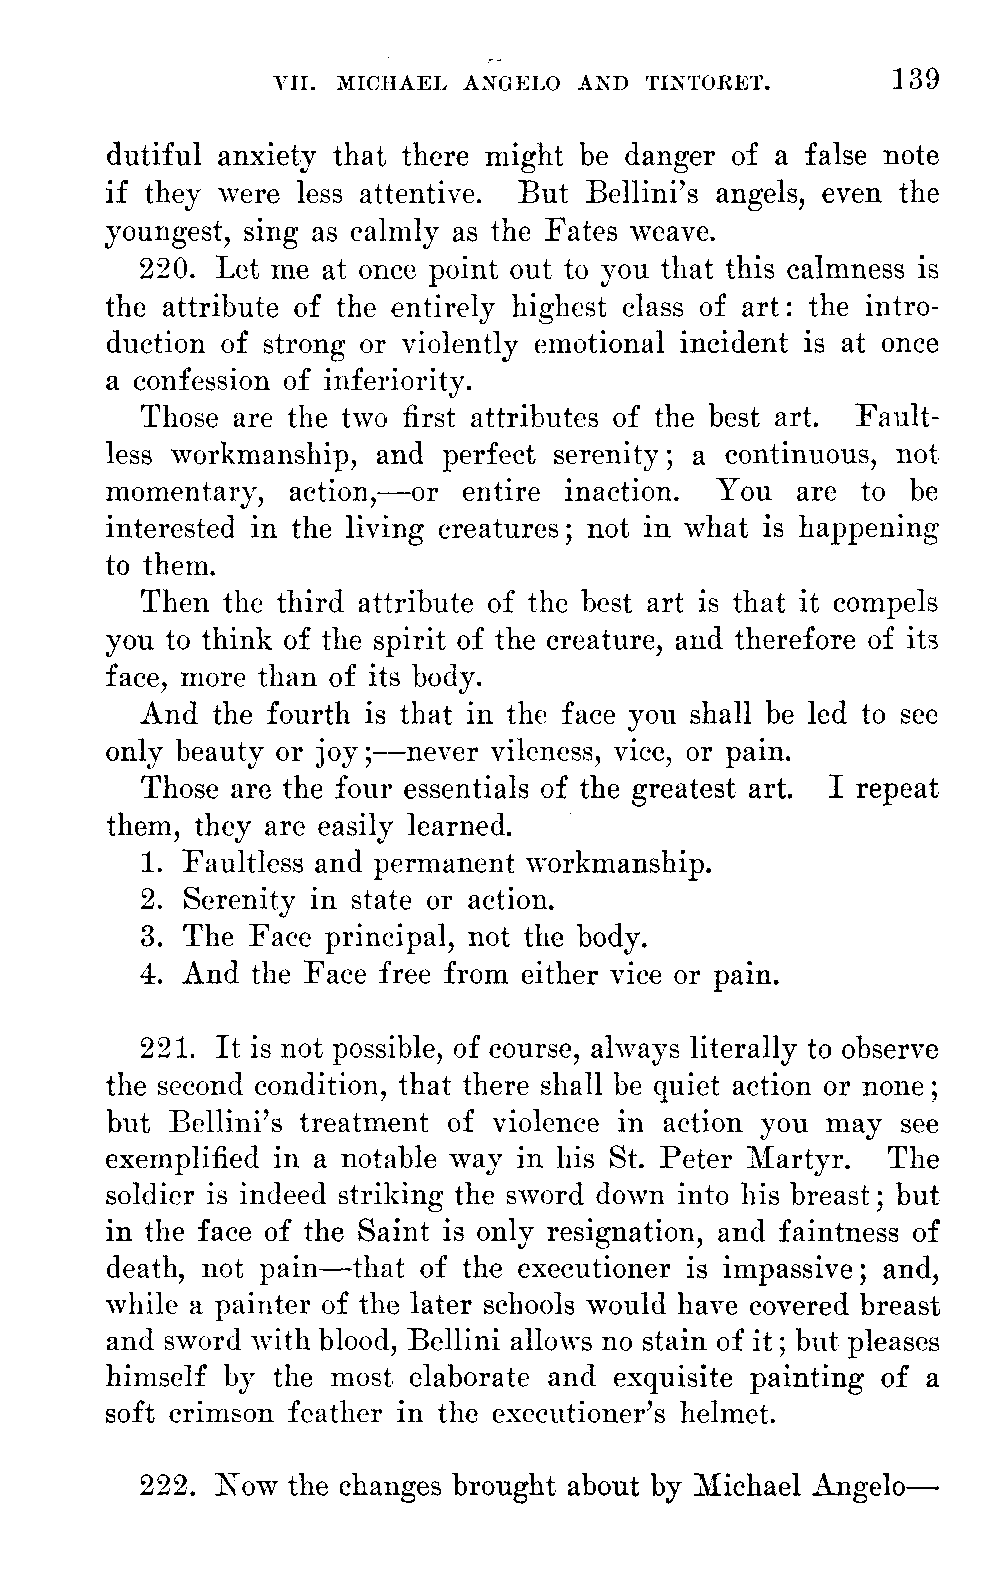 VII. MICHAEL ANGELO AND TINTORET. 139
dutiful anxiety that there might be danger of a false note
if they were less attentive. But Bellini's angels, even the
youngest, sing as calmly as the Fates weave.
220. Let me at once point out to you that this calmness is
the attribute of the entirely highest class of art: the intro-
duction of strong or violently emotional incident is at once
a confession of inferiority.
Those are the two first attributes of the best art. Fault-
less workmanship, and perfect serenity; a continuous, not
momentary, action,—or entire inaction. You are to be
interested in the living creatures; not in what is happening
to them.
Then the third attribute of the best art is that it compels
you to think of the spirit of the creature, and therefore of its
face, more than of its body.
And the fourth is that in the face you shall be led to see
only beauty or joy;—never vileness, vice, or pain.
Those are the four essentials of the greatest art. I repeat
them, they are easily learned.
1. Faultless and permanent workmanship.
2. Serenity in state or action.
3. The Face principal, not the body.
4. And the Face free from either vice or pain.
221. It is not possible, of course, always literally to observe
the second condition, that there shall be quiet action or none;
but Bellini's treatment of violence in action you may see
exemplified in a notable way in his St. Peter Martyr. The
soldier is indeed striking the sword down into his breast; but
in the face of the Saint is only resignation, and faintness of
death, not pain—that of the executioner is impassive; and,
while a painter of the later schools would have covered breast
and sword with blood, Bellini allows no stain of it; but pleases
himself by the most elaborate and exquisite painting of a
soft crimson feather in the executioner's helmet.
222. Now the changes brought about by Michael Angelo—